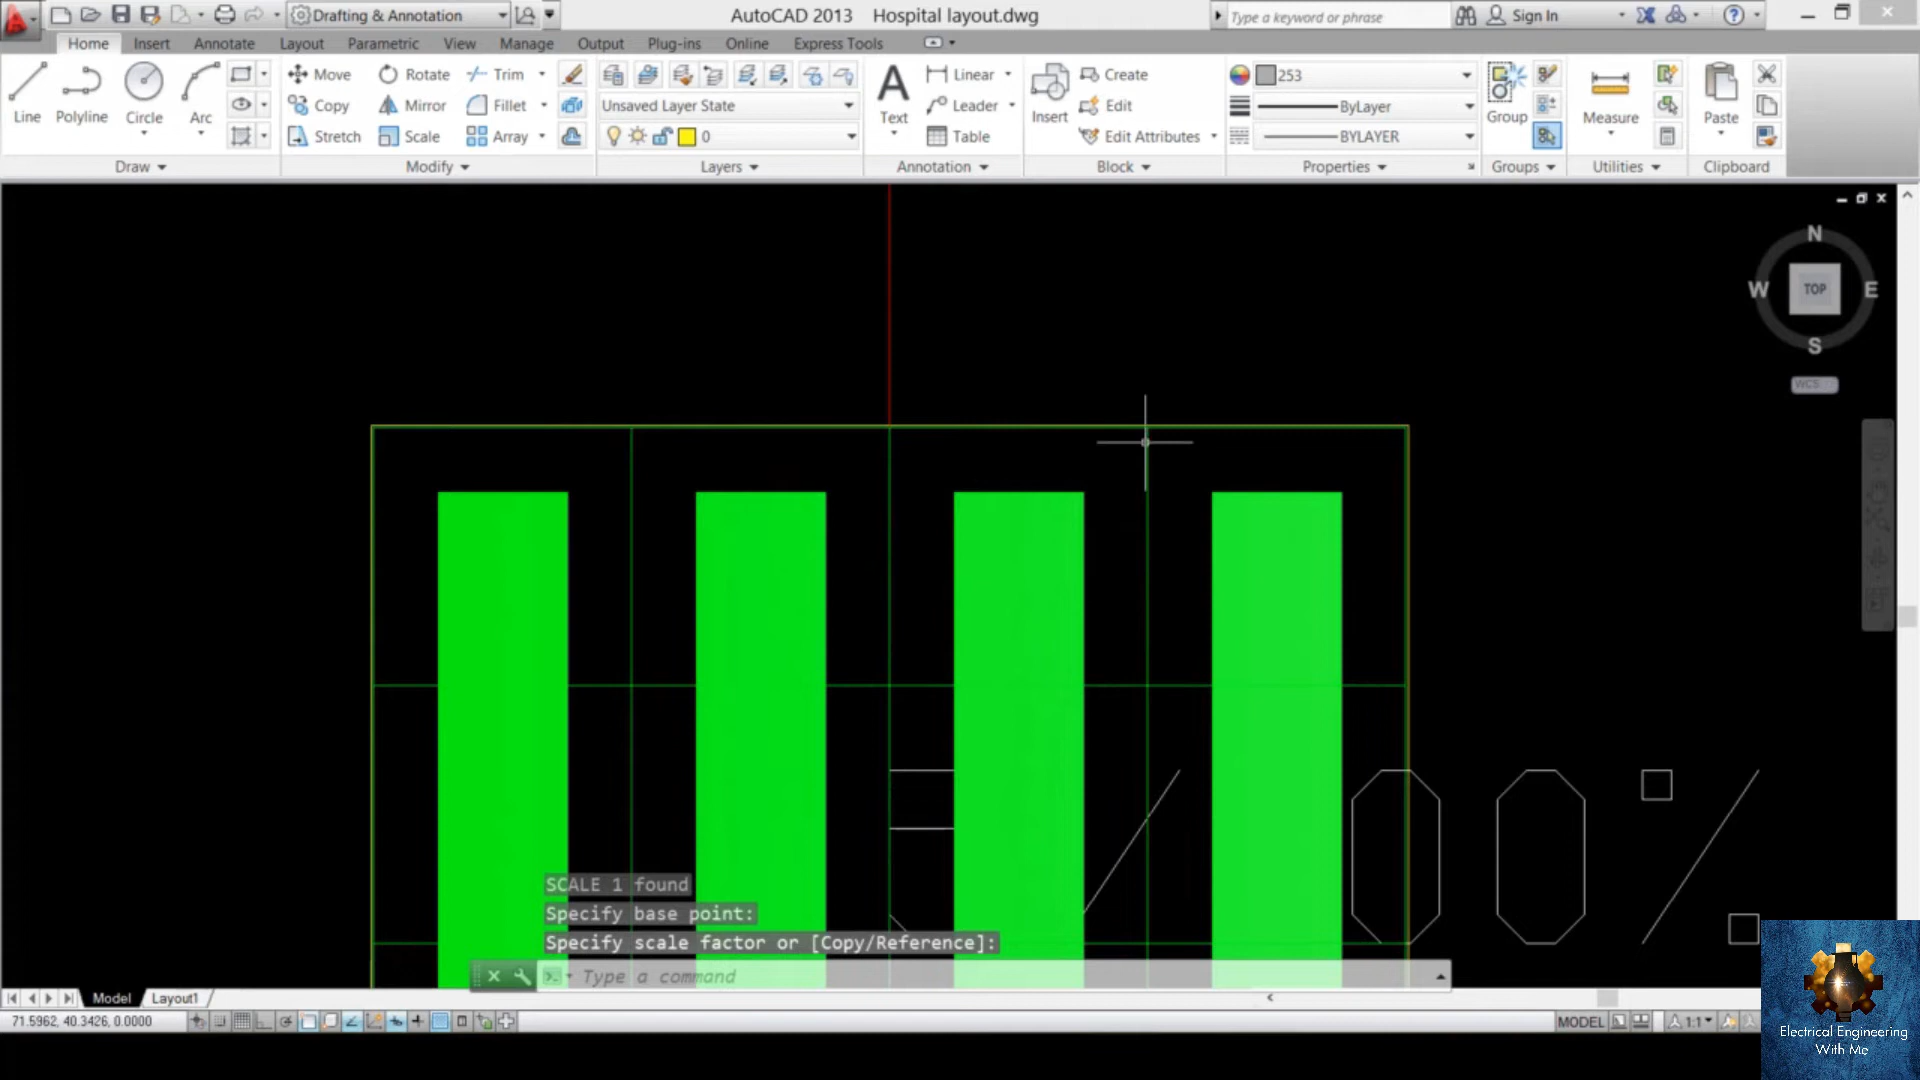 Drafting & Annotation
AutoCAD 2013 Hospital layout.dwg
Type a keyword or phrase
Sign In
Home Insert Annotate Layout Parametric View Manage Output Plug-ins Online Express Tools
Line Polyline Circle Arc
Move Rotate Trim
Copy Mirror Fillet
Stretch Scale Array
Unsaved Layer State
0
Text
Linear
Leader
Table
Insert
Create
Edit
Edit Attributes
253
ByLayer
BYLAYER
Group
Measure
Paste
Draw Modify Layers Annotation Block Properties Groups Utilities Clipboard
N
W TOP E
S
WCS
00%
SCALE 1 found
Specify base point:
Specify scale factor or [Copy/Reference]:
Type a command
Model Layout1
71.5962, 40.3426, 0.0000
MODEL
1:1
Electrical Engineering
With Me